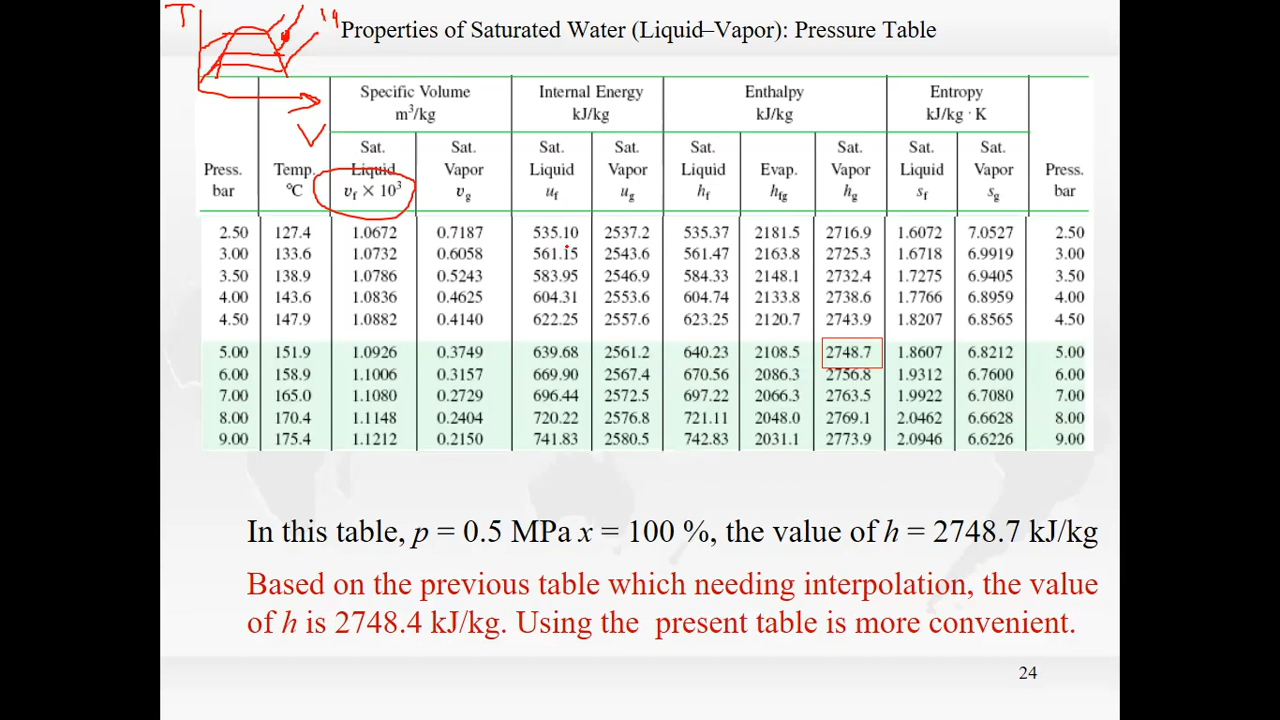 T
Properties of Saturated Water (Liquid–Vapor): Pressure Table
V
Specific Volume Internal Energy Enthalpy Entropy
m³/kg kJ/kg kJ/kg kJ/kg · K
Sat. Sat. Sat. Sat. Sat. Sat. Sat. Sat.
Press. Temp. Liquid Vapor Liquid Vapor Liquid Evap. Vapor Liquid Vapor Press.
bar °C υf × 10³ υg uf ug hf hfg hg sf sg bar
2.50 127.4 1.0672 0.7187 535.10 2537.2 535.37 2181.5 2716.9 1.6072 7.0527 2.50
3.00 133.6 1.0732 0.6058 561.15 2543.6 561.47 2163.8 2725.3 1.6718 6.9919 3.00
3.50 138.9 1.0786 0.5243 583.95 2546.9 584.33 2148.1 2732.4 1.7275 6.9405 3.50
4.00 143.6 1.0836 0.4625 604.31 2553.6 604.74 2133.8 2738.6 1.7766 6.8959 4.00
4.50 147.9 1.0882 0.4140 622.25 2557.6 623.25 2120.7 2743.9 1.8207 6.8565 4.50
5.00 151.9 1.0926 0.3749 639.68 2561.2 640.23 2108.5 2748.7 1.8607 6.8212 5.00
6.00 158.9 1.1006 0.3157 669.90 2567.4 670.56 2086.3 2756.8 1.9312 6.7600 6.00
7.00 165.0 1.1080 0.2729 696.44 2572.5 697.22 2066.3 2763.5 1.9922 6.7080 7.00
8.00 170.4 1.1148 0.2404 720.22 2576.8 721.11 2048.0 2769.1 2.0462 6.6628 8.00
9.00 175.4 1.1212 0.2150 741.83 2580.5 742.83 2031.1 2773.9 2.0946 6.6226 9.00
In this table, p = 0.5 MPa x = 100 %, the value of h = 2748.7 kJ/kg
Based on the previous table which needing interpolation, the value
of h is 2748.4 kJ/kg. Using the present table is more convenient.
24